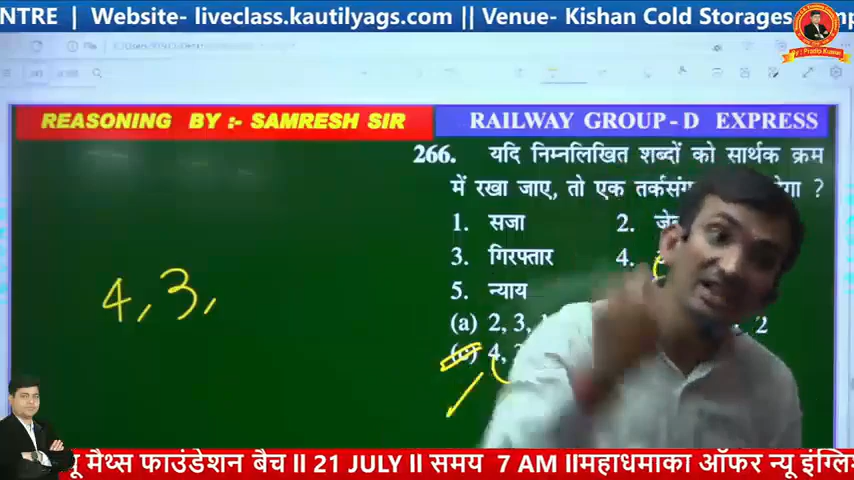 NTRE | Website- liveclass.kautilyags.com || Venue- Kishan Cold Storages
REASONING BY :- SAMRESH SIR
RAILWAY GROUP - D EXPRESS
266. यदि निम्नलिखित शब्दों को सार्थक क्रम
में रखा जाए, तो एक
1. सजा 2.
3. गिरफ्तार 4.
5. न्याय
(a) 2, 3, 2
(c) 4,
4, 3,
मैथ्स फाउंडेशन बैच II 21 JULY II समय 7 AM IIमहाधमाका ऑफर न्यू